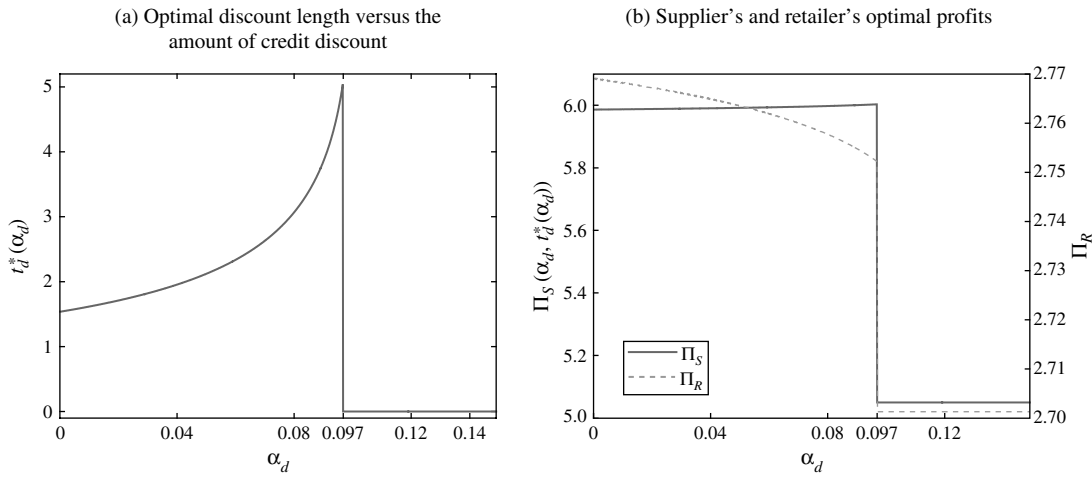 (a) Optimal discount length versus the
amount of credit discount
5
4
3
2
1
0
t*d(αd)
0 0.04 0.08 0.097 0.12 0.14
αd
(b) Supplier's and retailer's optimal profits
6.0
5.8
5.6
5.4
5.2
5.0
ΠS(αd, t*d(αd))
2.77
2.76
2.75
2.74
2.73
2.72
2.71
2.70
ΠR
ΠS
ΠR
0 0.04 0.08 0.097 0.12
αd